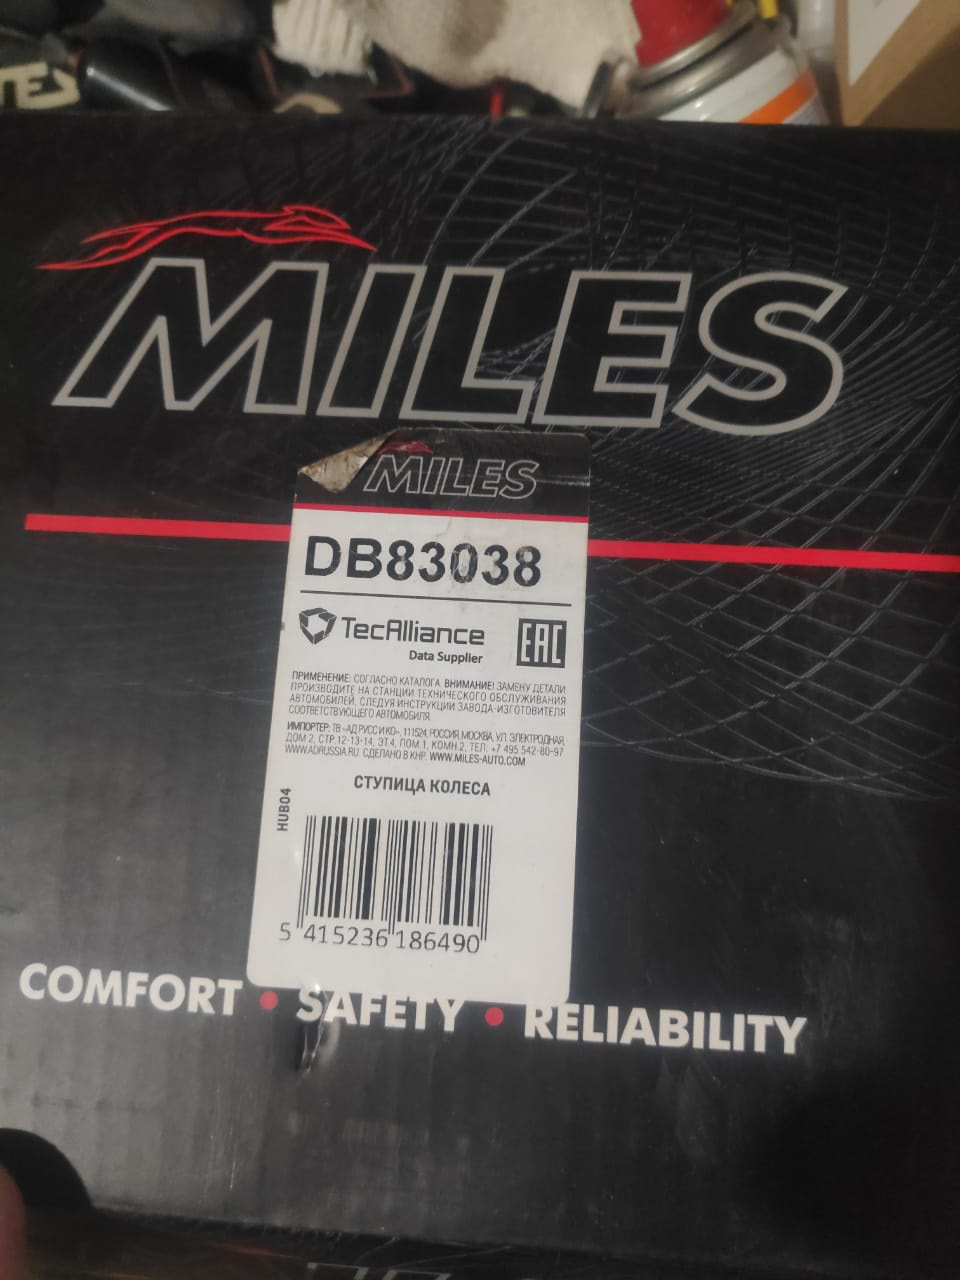 MILES
MILES
DB83038
TecAlliance
Data Supplier
EAC
ПРИМЕНЕНИЕ: СОГЛАСНО КАТАЛОГА. ВНИМАНИЕ! ЗАМЕНУ ДЕТАЛИ
ПРОИЗВОДИТЕ НА СТАНЦИИ ТЕХНИЧЕСКОГО ОБСЛУЖИВАНИЯ
АВТОМОБИЛЕЙ, СЛЕДУЯ ИНСТРУКЦИИ ЗАВОДА-ИЗГОТОВИТЕЛЯ
СООТВЕТСТВУЮЩЕГО АВТОМОБИЛЯ.
ИМПОРТЕР: ТВ «АД РУСС И КО», 111524, РОССИЯ, МОСКВА, УЛ. ЭЛЕКТРОДНАЯ,
ДОМ 2, СТР. 12-13-14, ЭТ.4, ПОМ.1, КОМН.2, ТЕЛ: +7 495 542-80-97
WWW.ADRUSSIA.RU. СДЕЛАНО В КНР. WWW.MILES-AUTO.COM
СТУПИЦА КОЛЕСА
HUB04
5 415236 186490
COMFORT • SAFETY • RELIABILITY